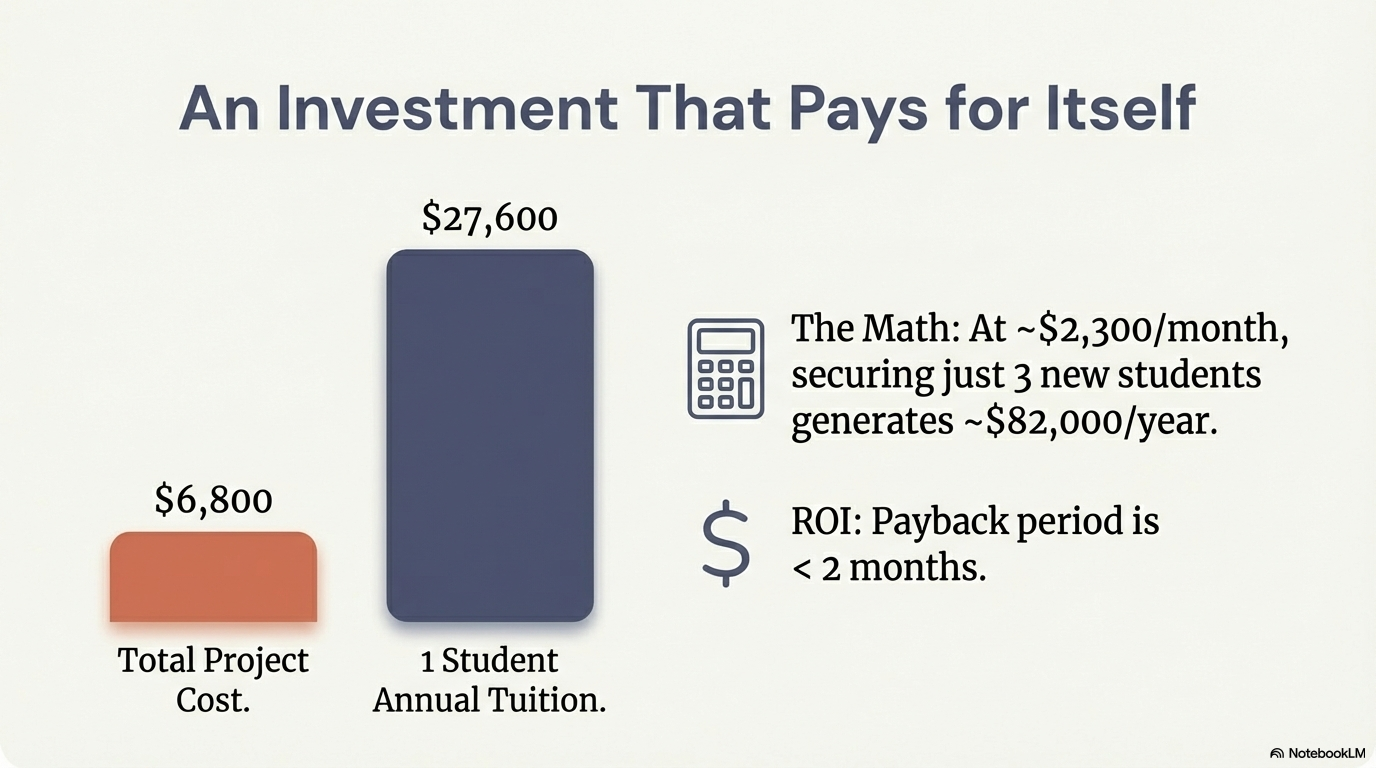 An Investment That Pays for Itself
$27,600
$6,800
Total Project
Cost.
1 Student
Annual Tuition.
The Math: At ~$2,300/month,
securing just 3 new students
generates ~$82,000/year.
ROI: Payback period is
< 2 months.
NotebookLM